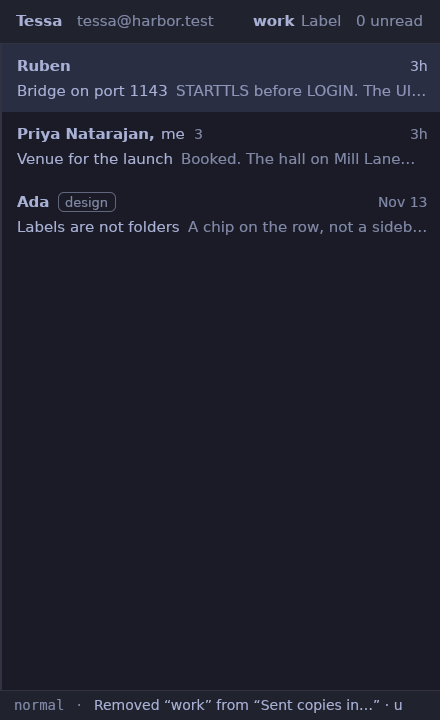 Tessa tessa@harbor.test work Label 0 unread
Ruben 3h
Bridge on port 1143 STARTTLS before LOGIN. The UI…
Priya Natarajan, me 3 3h
Venue for the launch Booked. The hall on Mill Lane…
Ada design Nov 13
Labels are not folders A chip on the row, not a sideb…
normal · Removed “work” from “Sent copies in…” · u